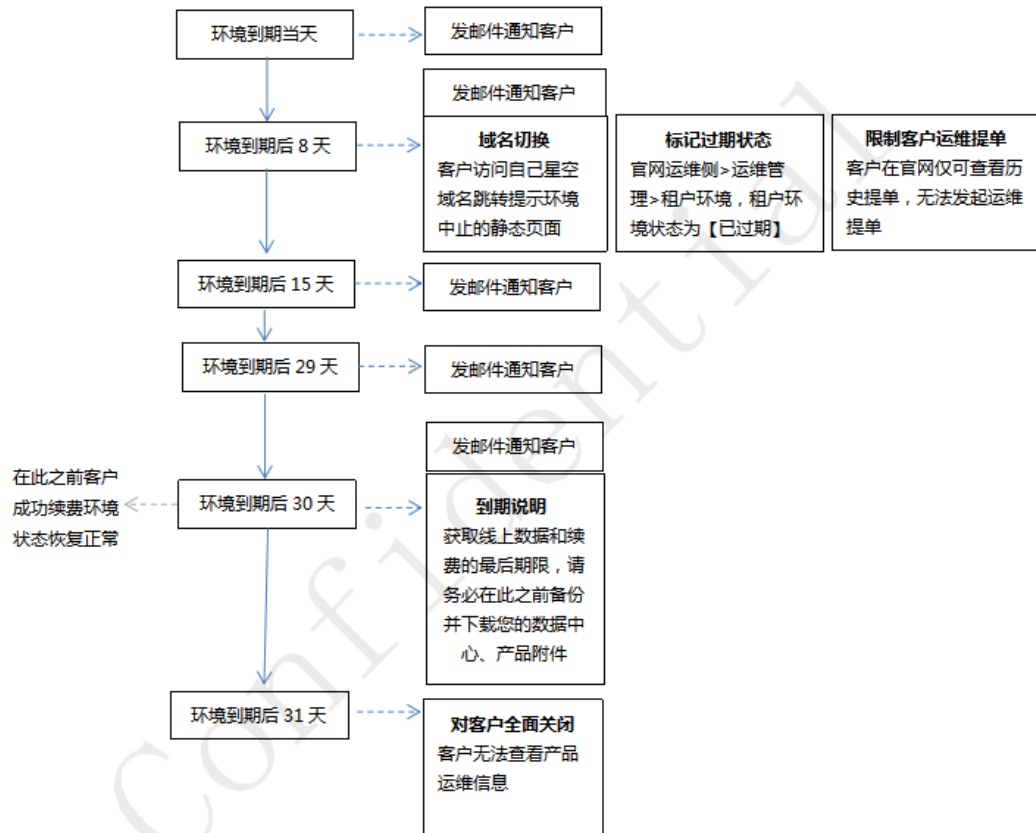 环境到期当天
发邮件通知客户
发邮件通知客户
环境到期后 8 天
域名切换
客户访问自己星空
域名跳转提示环境
中止的静态页面
标记过期状态
官网运维侧>运维管
理>租户环境，租户环
境状态为【已过期】
限制客户运维提单
客户在官网仅可查看历
史提单，无法发起运维
提单
环境到期后 15 天
发邮件通知客户
环境到期后 29 天
发邮件通知客户
发邮件通知客户
在此之前客户
成功续费环境
状态恢复正常
环境到期后 30 天
到期说明
获取线上数据和续
费的最后期限，请
务必在此之前备份
并下载您的数据中
心、产品附件
环境到期后 31 天
对客户全面关闭
客户无法查看产品
运维信息
Confidential